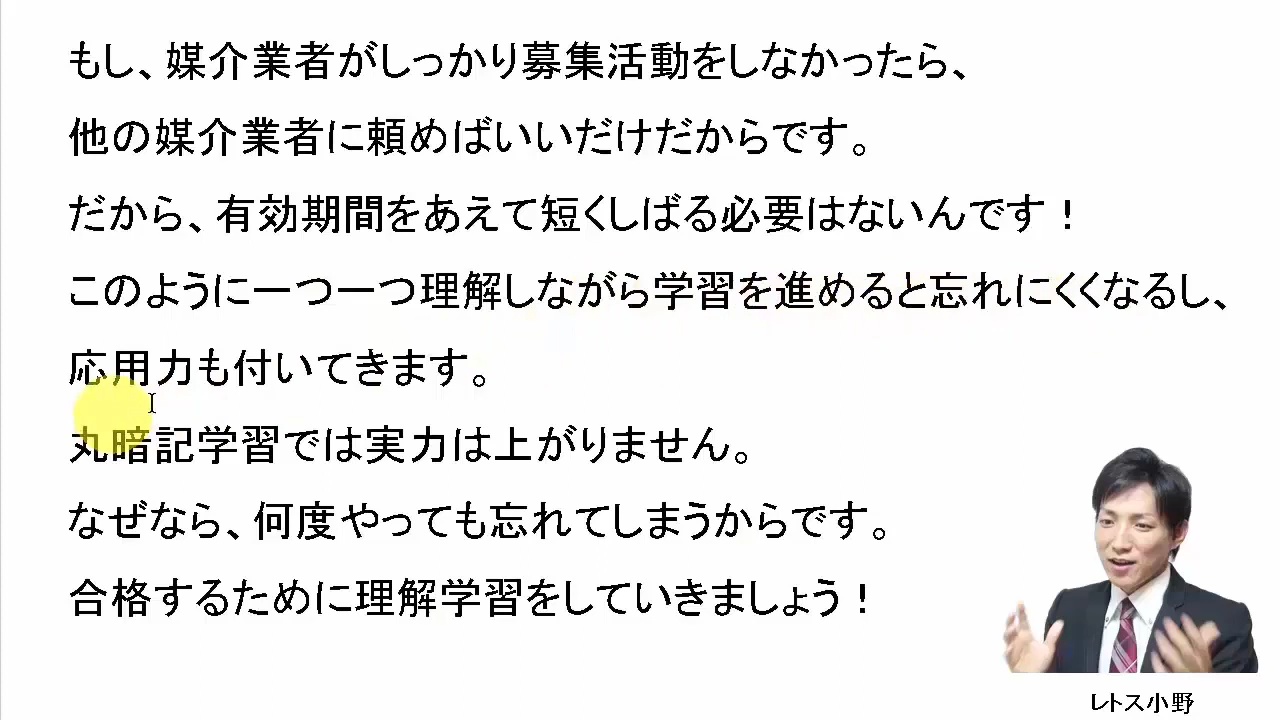 もし、媒介業者がしっかり募集活動をしなかったら、
他の媒介業者に頼めばいいだけだからです。
だから、有効期間をあえて短くしばる必要はないんです！
このように一つ一つ理解しながら学習を進めると忘れにくくなるし、
応用力も付いてきます。
丸暗記学習では実力は上がりません。
なぜなら、何度やっても忘れてしまうからです。
合格するために理解学習をしていきましょう！
レトス小野